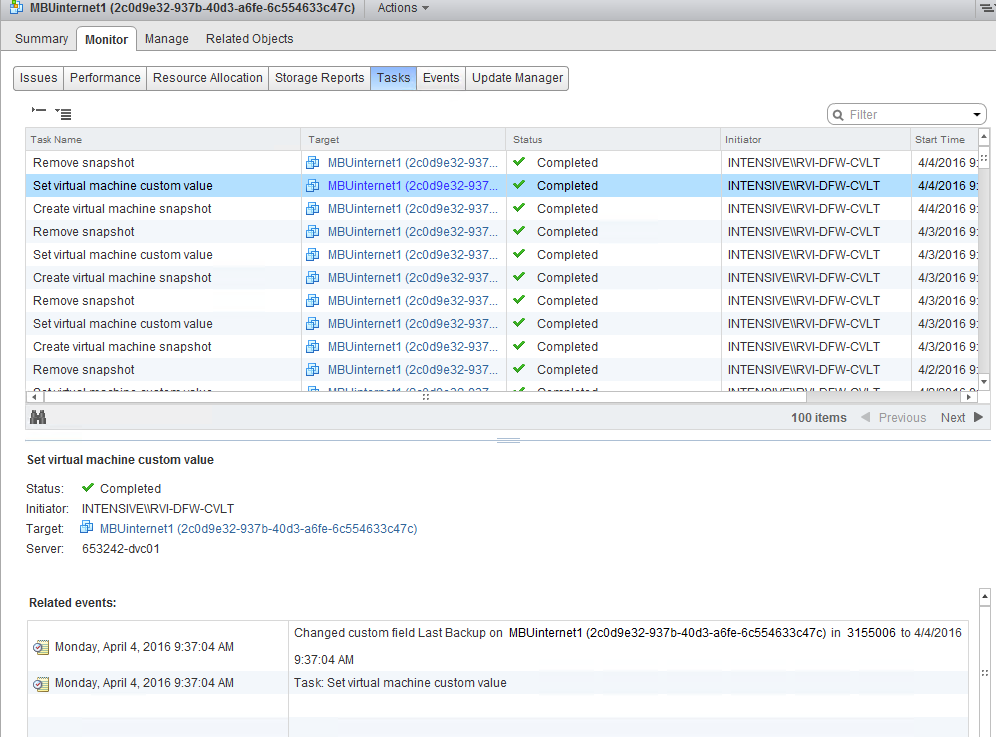 MBUinternet1 (2c0d9e32-937b-40d3-a6fe-6c554633c47c) Actions
Summary Monitor Manage Related Objects
Issues Performance Resource Allocation Storage Reports Tasks Events Update Manager
Filter
Task Name Target Status Initiator Start Time
Remove snapshot MBUinternet1 (2c0d9e32-937... Completed INTENSIVE\\RVI-DFW-CVLT 4/4/2016 9:
Set virtual machine custom value MBUinternet1 (2c0d9e32-937... Completed INTENSIVE\\RVI-DFW-CVLT 4/4/2016 9:
Create virtual machine snapshot MBUinternet1 (2c0d9e32-937... Completed INTENSIVE\\RVI-DFW-CVLT 4/4/2016 9:
Remove snapshot MBUinternet1 (2c0d9e32-937... Completed INTENSIVE\\RVI-DFW-CVLT 4/3/2016 9:
Set virtual machine custom value MBUinternet1 (2c0d9e32-937... Completed INTENSIVE\\RVI-DFW-CVLT 4/3/2016 9:
Create virtual machine snapshot MBUinternet1 (2c0d9e32-937... Completed INTENSIVE\\RVI-DFW-CVLT 4/3/2016 9:
Remove snapshot MBUinternet1 (2c0d9e32-937... Completed INTENSIVE\\RVI-DFW-CVLT 4/3/2016 9:
Set virtual machine custom value MBUinternet1 (2c0d9e32-937... Completed INTENSIVE\\RVI-DFW-CVLT 4/3/2016 9:
Create virtual machine snapshot MBUinternet1 (2c0d9e32-937... Completed INTENSIVE\\RVI-DFW-CVLT 4/3/2016 9:
Remove snapshot MBUinternet1 (2c0d9e32-937... Completed INTENSIVE\\RVI-DFW-CVLT 4/2/2016 9:
100 items Previous Next
Set virtual machine custom value
Status: Completed
Initiator: INTENSIVE\\RVI-DFW-CVLT
Target: MBUinternet1 (2c0d9e32-937b-40d3-a6fe-6c554633c47c)
Server: 653242-dvc01
Related events:
Monday, April 4, 2016 9:37:04 AM Changed custom field Last Backup on MBUinternet1 (2c0d9e32-937b-40d3-a6fe-6c554633c47c) in 3155006 to 4/4/2016
9:37:04 AM
Monday, April 4, 2016 9:37:04 AM Task: Set virtual machine custom value